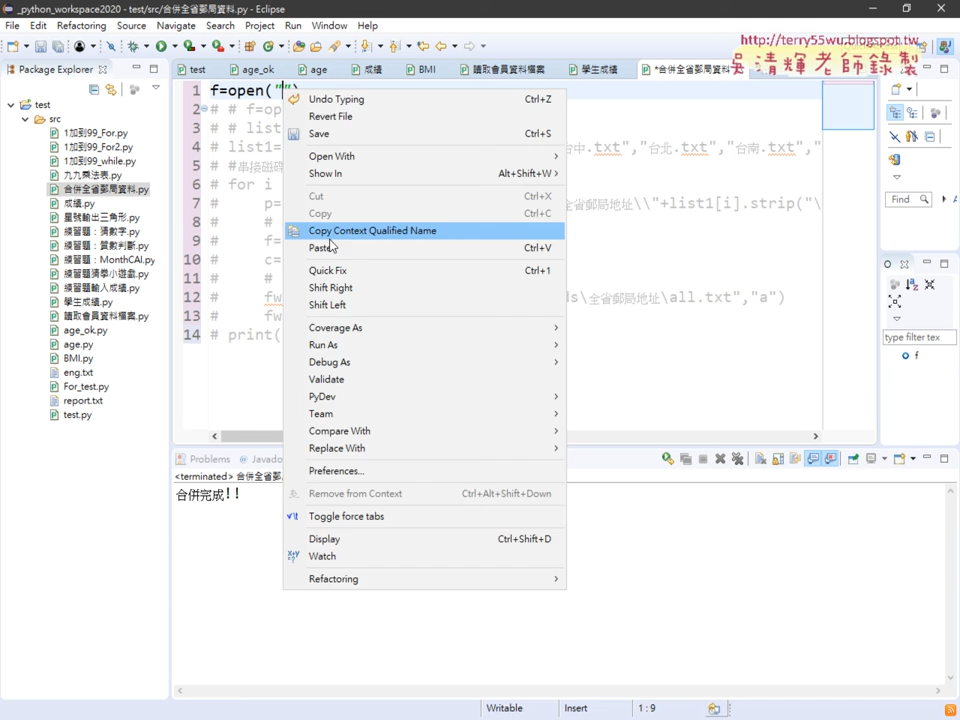 _python_workspace2020 - test/src/合併全省郵局資料.py - Eclipse
File Edit Refactoring Source Navigate Search Project Run Window Help
http://terry55wu.blogspot.tw
吳清輝老師錄製
Package Explorer
test
age_ok
age
成績
BMI
讀取會員資料檔案
學生成績
*合併全省郵局資料
test
src
1加到99_For.py
1加到99_For2.py
1加到99_while.py
九九乘法表.py
合併全省郵局資料.py
成績.py
星號輸出三角形.py
練習題：猜數字.py
練習題：質數判斷.py
練習題：MonthCAI.py
練習題猜拳小遊戲.py
練習題輸入成績.py
學生成績.py
讀取會員資料檔案.py
age_ok.py
age.py
BMI.py
eng.txt
For_test.py
report.txt
test.py
1 f=open("")
2 # # f=op
3 # # list
4 # list1= 台中.txt","台北.txt","台南.txt","
5 # #串接磁碟
6 # for i
7 # p= 全省郵局地址\\"+list1[i].strip("\
8 # #
9 # f=
10 # c=
11 # #
12 # fw ds\全省郵局地址\all.txt","a")
13 # fw
14 # print(
Undo Typing Ctrl+Z
Revert File
Save Ctrl+S
Open With
Show In Alt+Shift+W
Cut Ctrl+X
Copy Ctrl+C
Copy Context Qualified Name
Paste Ctrl+V
Quick Fix Ctrl+1
Shift Right
Shift Left
Coverage As
Run As
Debug As
Validate
PyDev
Team
Compare With
Replace With
Preferences...
Remove from Context Ctrl+Alt+Shift+Down
Toggle force tabs
Display Ctrl+Shift+D
Watch
Refactoring
Find
type filter tex
f
Problems
Javado
<terminated> 合併全省郵
合併完成!!
Writable
Insert
1 : 9